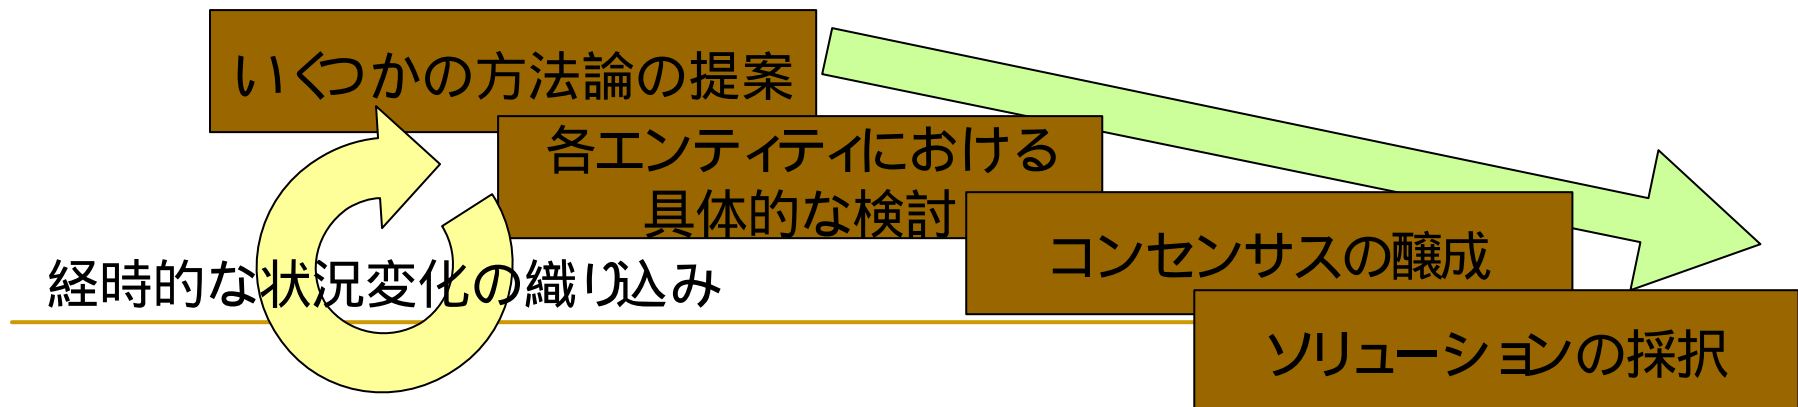 いくつかの方法論の提案
各エンティティにおける
具体的な検討
コンセンサスの醸成
経時的な状況変化の織り込み
ソリューションの採択